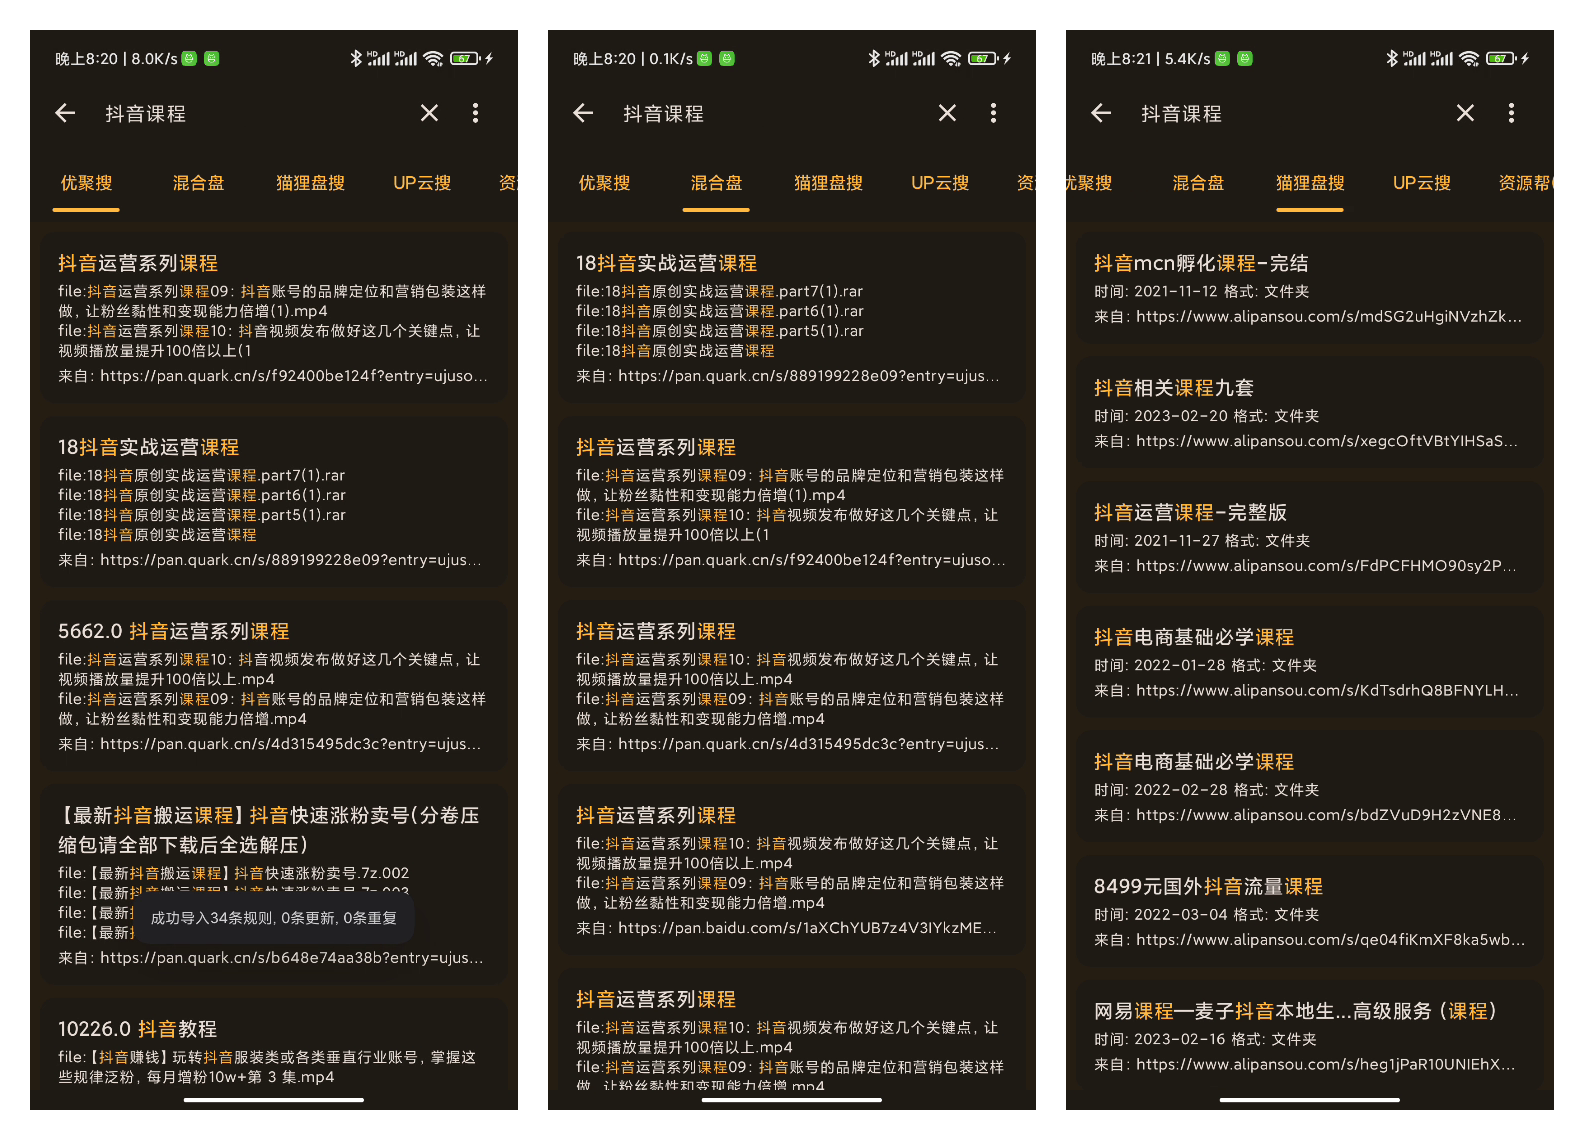 晚上8:20 | 8.0K/s
67
抖音课程
优聚搜 混合盘 猫狸盘搜 UP云搜 资
抖音运营系列课程
file:抖音运营系列课程09：抖音账号的品牌定位和营销包装这样
做，让粉丝黏性和变现能力倍增(1).mp4
file:抖音运营系列课程10：抖音视频发布做好这几个关键点，让
视频播放量提升100倍以上(1
来自：https://pan.quark.cn/s/f92400be124f?entry=ujuso...
18抖音实战运营课程
file:18抖音原创实战运营课程.part7(1).rar
file:18抖音原创实战运营课程.part6(1).rar
file:18抖音原创实战运营课程.part5(1).rar
file:18抖音原创实战运营课程
来自：https://pan.quark.cn/s/889199228e09?entry=ujus...
5662.0 抖音运营系列课程
file:抖音运营系列课程10：抖音视频发布做好这几个关键点，让
视频播放量提升100倍以上.mp4
file:抖音运营系列课程09：抖音账号的品牌定位和营销包装这样
做，让粉丝黏性和变现能力倍增.mp4
来自：https://pan.quark.cn/s/4d315495dc3c?entry=ujus...
【最新抖音搬运课程】抖音快速涨粉卖号(分卷压
缩包请全部下载后全选解压)
file:【最新抖音搬运课程】抖音快速涨粉卖号.7z.002
file:【最新抖音搬运课程】抖音快速涨粉卖号.7z.003
file:【最新
file:【最新
成功导入34条规则, 0条更新, 0条重复
来自：https://pan.quark.cn/s/b648e74aa38b?entry=ujus...
10226.0 抖音教程
file:【抖音赚钱】玩转抖音服装类或各类垂直行业账号，掌握这
些规律泛粉，每月增粉10w+第 3 集.mp4
晚上8:20 | 0.1K/s
67
抖音课程
优聚搜 混合盘 猫狸盘搜 UP云搜 资
18抖音实战运营课程
file:18抖音原创实战运营课程.part7(1).rar
file:18抖音原创实战运营课程.part6(1).rar
file:18抖音原创实战运营课程.part5(1).rar
file:18抖音原创实战运营课程
来自：https://pan.quark.cn/s/889199228e09?entry=ujus...
抖音运营系列课程
file:抖音运营系列课程09：抖音账号的品牌定位和营销包装这样
做，让粉丝黏性和变现能力倍增(1).mp4
file:抖音运营系列课程10：抖音视频发布做好这几个关键点，让
视频播放量提升100倍以上(1
来自：https://pan.quark.cn/s/f92400be124f?entry=ujuso...
抖音运营系列课程
file:抖音运营系列课程10：抖音视频发布做好这几个关键点，让
视频播放量提升100倍以上.mp4
file:抖音运营系列课程09：抖音账号的品牌定位和营销包装这样
做，让粉丝黏性和变现能力倍增.mp4
来自：https://pan.quark.cn/s/4d315495dc3c?entry=ujus...
抖音运营系列课程
file:抖音运营系列课程10：抖音视频发布做好这几个关键点，让
视频播放量提升100倍以上.mp4
file:抖音运营系列课程09：抖音账号的品牌定位和营销包装这样
做，让粉丝黏性和变现能力倍增.mp4
来自：https://pan.baidu.com/s/1aXChYUB7z4V3IYkzME...
抖音运营系列课程
file:抖音运营系列课程10：抖音视频发布做好这几个关键点，让
视频播放量提升100倍以上.mp4
file:抖音运营系列课程09：抖音账号的品牌定位和营销包装这样
做，让粉丝黏性和变现能力倍增.mp4
晚上8:21 | 5.4K/s
67
抖音课程
优聚搜 混合盘 猫狸盘搜 UP云搜 资源帮
抖音mcn孵化课程-完结
时间: 2021-11-12 格式: 文件夹
来自：https://www.alipansou.com/s/mdSG2uHgiNVzhZk...
抖音相关课程九套
时间: 2023-02-20 格式: 文件夹
来自：https://www.alipansou.com/s/xegcOftVBtYIHSaS...
抖音运营课程-完整版
时间: 2021-11-27 格式: 文件夹
来自：https://www.alipansou.com/s/FdPCFHMO90sy2P...
抖音电商基础必学课程
时间: 2022-01-28 格式: 文件夹
来自：https://www.alipansou.com/s/KdTsdrhQ8BFNYLH...
抖音电商基础必学课程
时间: 2022-02-28 格式: 文件夹
来自：https://www.alipansou.com/s/bdZVuD9H2zVNE8...
8499元国外抖音流量课程
时间: 2022-03-04 格式: 文件夹
来自：https://www.alipansou.com/s/qe04fiKmXF8ka5wb...
网易课程—麦子抖音本地生...高级服务（课程）
时间: 2023-02-16 格式: 文件夹
来自：https://www.alipansou.com/s/heg1jPaR10UNIEhX...